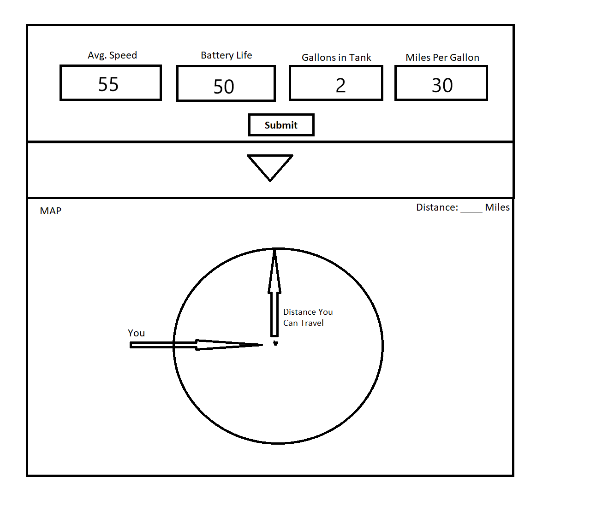 Avg. Speed Battery Life Gallons in Tank Miles Per Gallon
55 50 2 30
Submit
MAP Distance: ____ Miles
Distance You
Can Travel
You